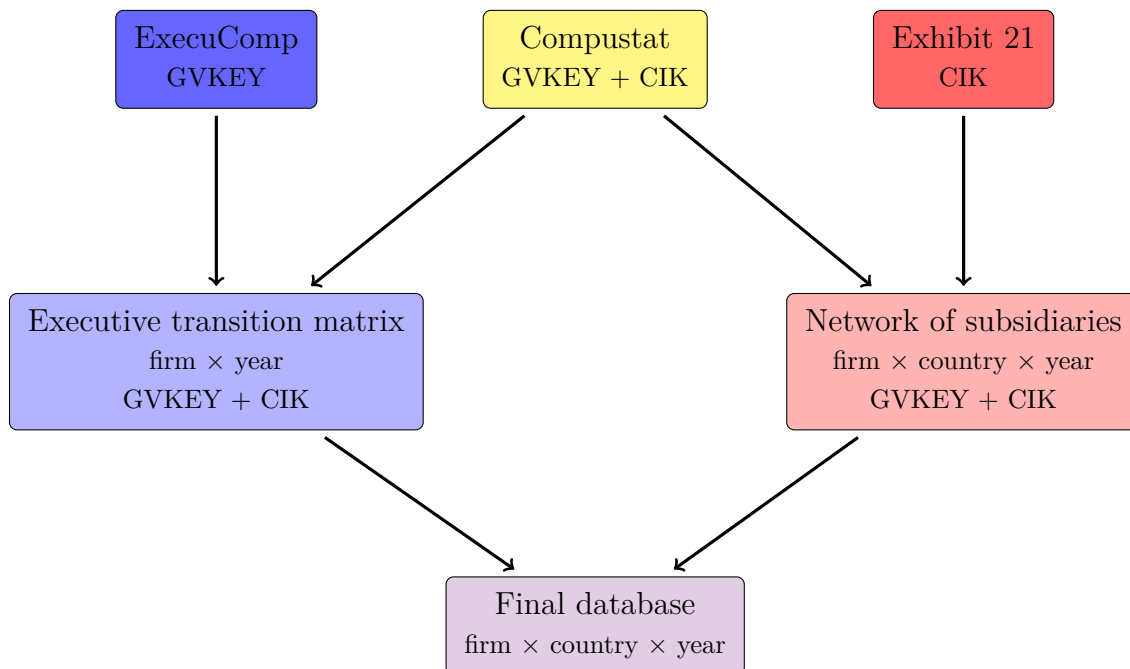 ExecuComp
GVKEY
Compustat
GVKEY + CIK
Exhibit 21
CIK
Executive transition matrix
firm × year
GVKEY + CIK
Network of subsidiaries
firm × country × year
GVKEY + CIK
Final database
firm × country × year